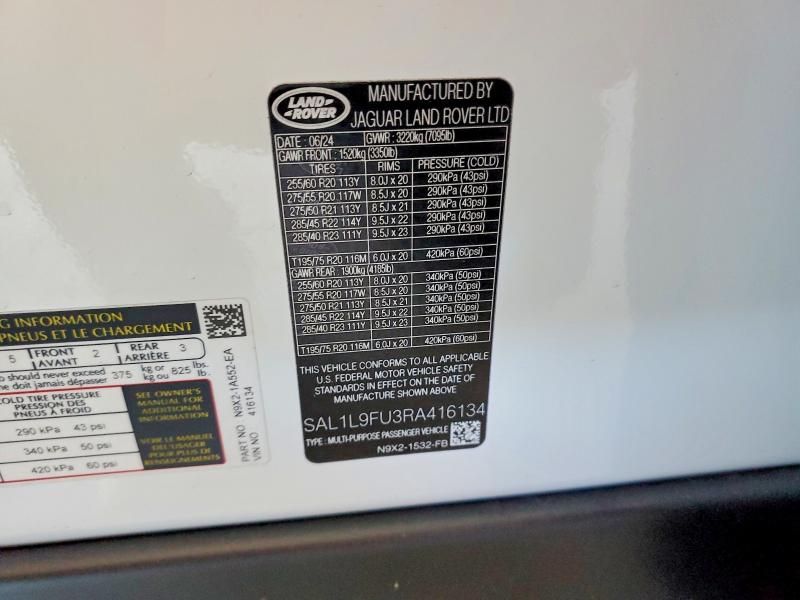 LAND ROVER
MANUFACTURED BY
JAGUAR LAND ROVER LTD
DATE : 06/24 GVWR : 3220kg (7095lb)
GAWR FRONT : 1520kg (3350lb)
TIRES RIMS PRESSURE (COLD)
255/60 R20 113Y 8.0J x 20 290kPa (43psi)
275/55 R20 117W 8.5J x 20 290kPa (43psi)
275/50 R21 113Y 8.5J x 21 290kPa (43psi)
285/45 R22 114Y 9.5J x 22 290kPa (43psi)
285/40 R23 111Y 9.5J x 23 290kPa (43psi)
T195/75 R20 116M 6.0J x 20 420kPa (60psi)
GAWR REAR : 1900kg (4185lb)
255/60 R20 113Y 8.0J x 20 340kPa (50psi)
275/55 R20 117W 8.5J x 20 340kPa (50psi)
275/50 R21 113Y 8.5J x 21 340kPa (50psi)
285/45 R22 114Y 9.5J x 22 340kPa (50psi)
285/40 R23 111Y 9.5J x 23 340kPa (50psi)
T195/75 R20 116M 6.0J x 20 420kPa (60psi)
THIS VEHICLE CONFORMS TO ALL APPLICABLE
U.S. FEDERAL MOTOR VEHICLE SAFETY
STANDARDS IN EFFECT ON THE DATE OF
MANUFACTURE SHOWN ABOVE.
SAL1L9FU3RA416134
TYPE : MULTI-PURPOSE PASSENGER VEHICLE
N9X2-1532-FB
INFORMATION
PNEUS ET LE CHARGEMENT
5 FRONT 2 REAR 3
AVANT ARRIÈRE
should never exceed 375 kg or 825 lbs.
ne doit jamais dépasser kg ou lb.
COLD TIRE PRESSURE
PRESSION DES
PNEUS À FROID
290 kPa 43 psi
340 kPa 50 psi
420 kPa 60 psi
SEE OWNER'S
MANUAL FOR
ADDITIONAL
INFORMATION
VOIR LE MANUEL
DE L'USAGER
POUR PLUS DE
RENSEIGNEMENTS
PART NO N9X2-1A552-EA
VIN NO 416134